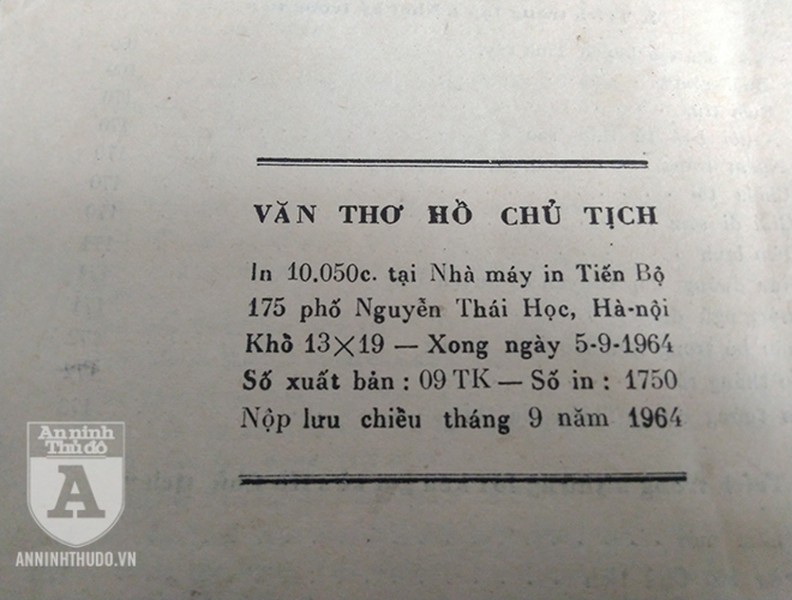 VĂN THƠ HỒ CHỦ TỊCH
In 10.050c. tại Nhà máy in Tiến Bộ
175 phố Nguyễn Thái Học, Hà-nội
Khổ 13×19 — Xong ngày 5-9-1964
Số xuất bản : 09 TK — Số in : 1750
Nộp lưu chiểu tháng 9 năm 1964
An ninh
Thủ đô
A
ANNINHTHUDO.VN